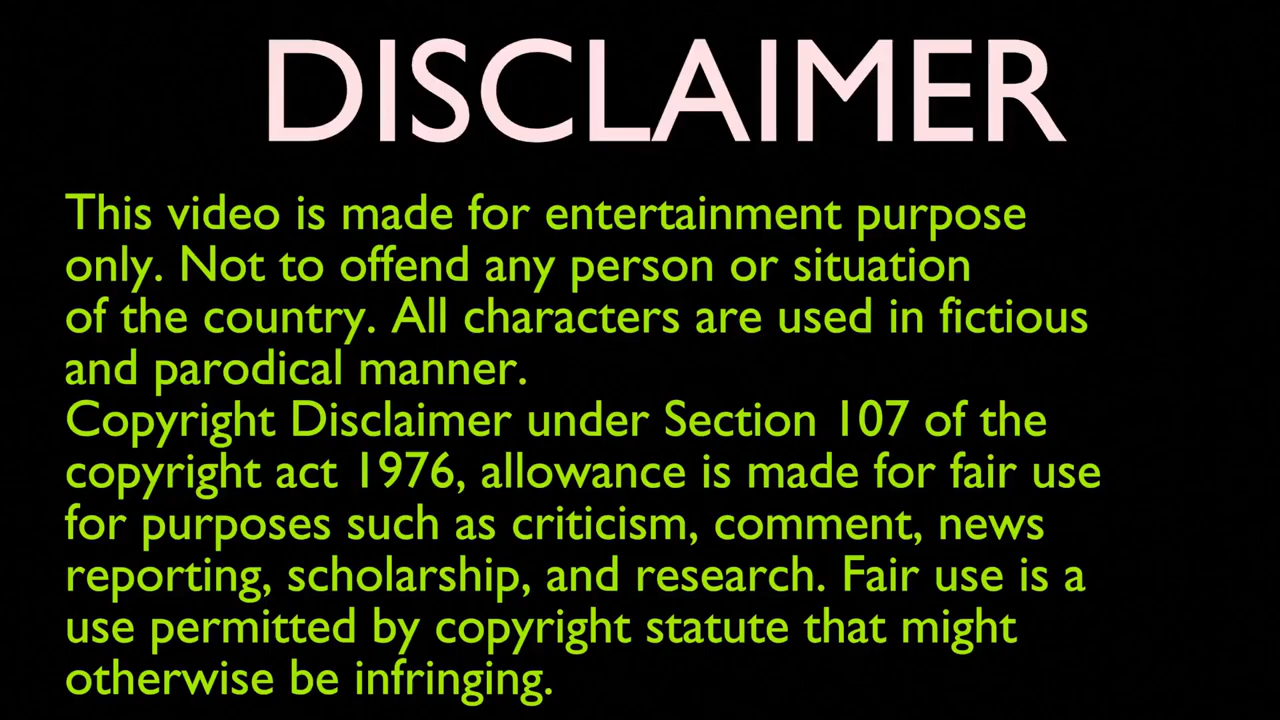 DISCLAIMER
This video is made for entertainment purpose
only. Not to offend any person or situation
of the country. All characters are used in fictious
and parodical manner.
Copyright Disclaimer under Section 107 of the
copyright act 1976, allowance is made for fair use
for purposes such as criticism, comment, news
reporting, scholarship, and research. Fair use is a
use permitted by copyright statute that might
otherwise be infringing.